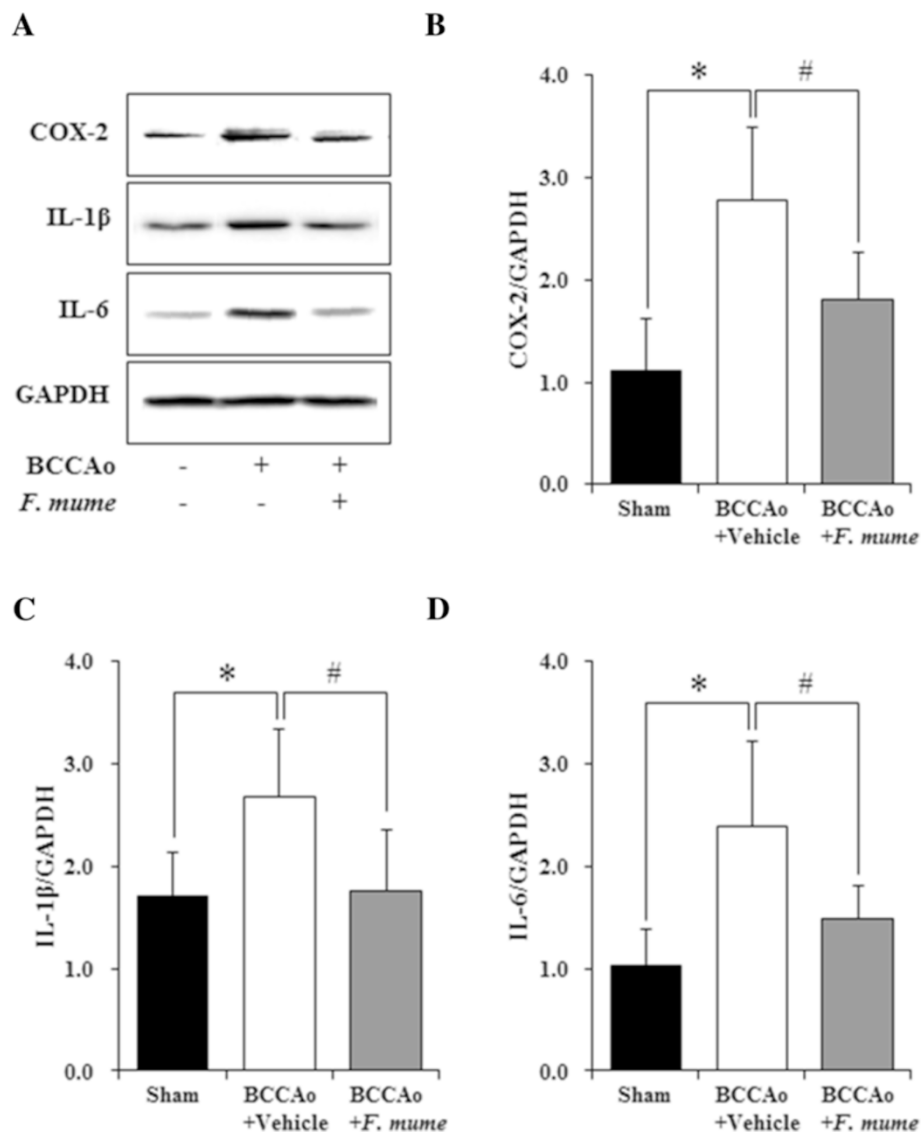 A
COX-2
IL-1β
IL-6
GAPDH
BCCAo - + +
F. mume - - +
B
* #
4.0
3.0
2.0
1.0
0.0
COX-2/GAPDH
Sham BCCAo BCCAo
+Vehicle +F. mume
C
* #
4.0
3.0
2.0
1.0
0.0
IL-1β/GAPDH
Sham BCCAo BCCAo
+Vehicle +F. mume
D
* #
4.0
3.0
2.0
1.0
0.0
IL-6/GAPDH
Sham BCCAo BCCAo
+Vehicle +F. mume